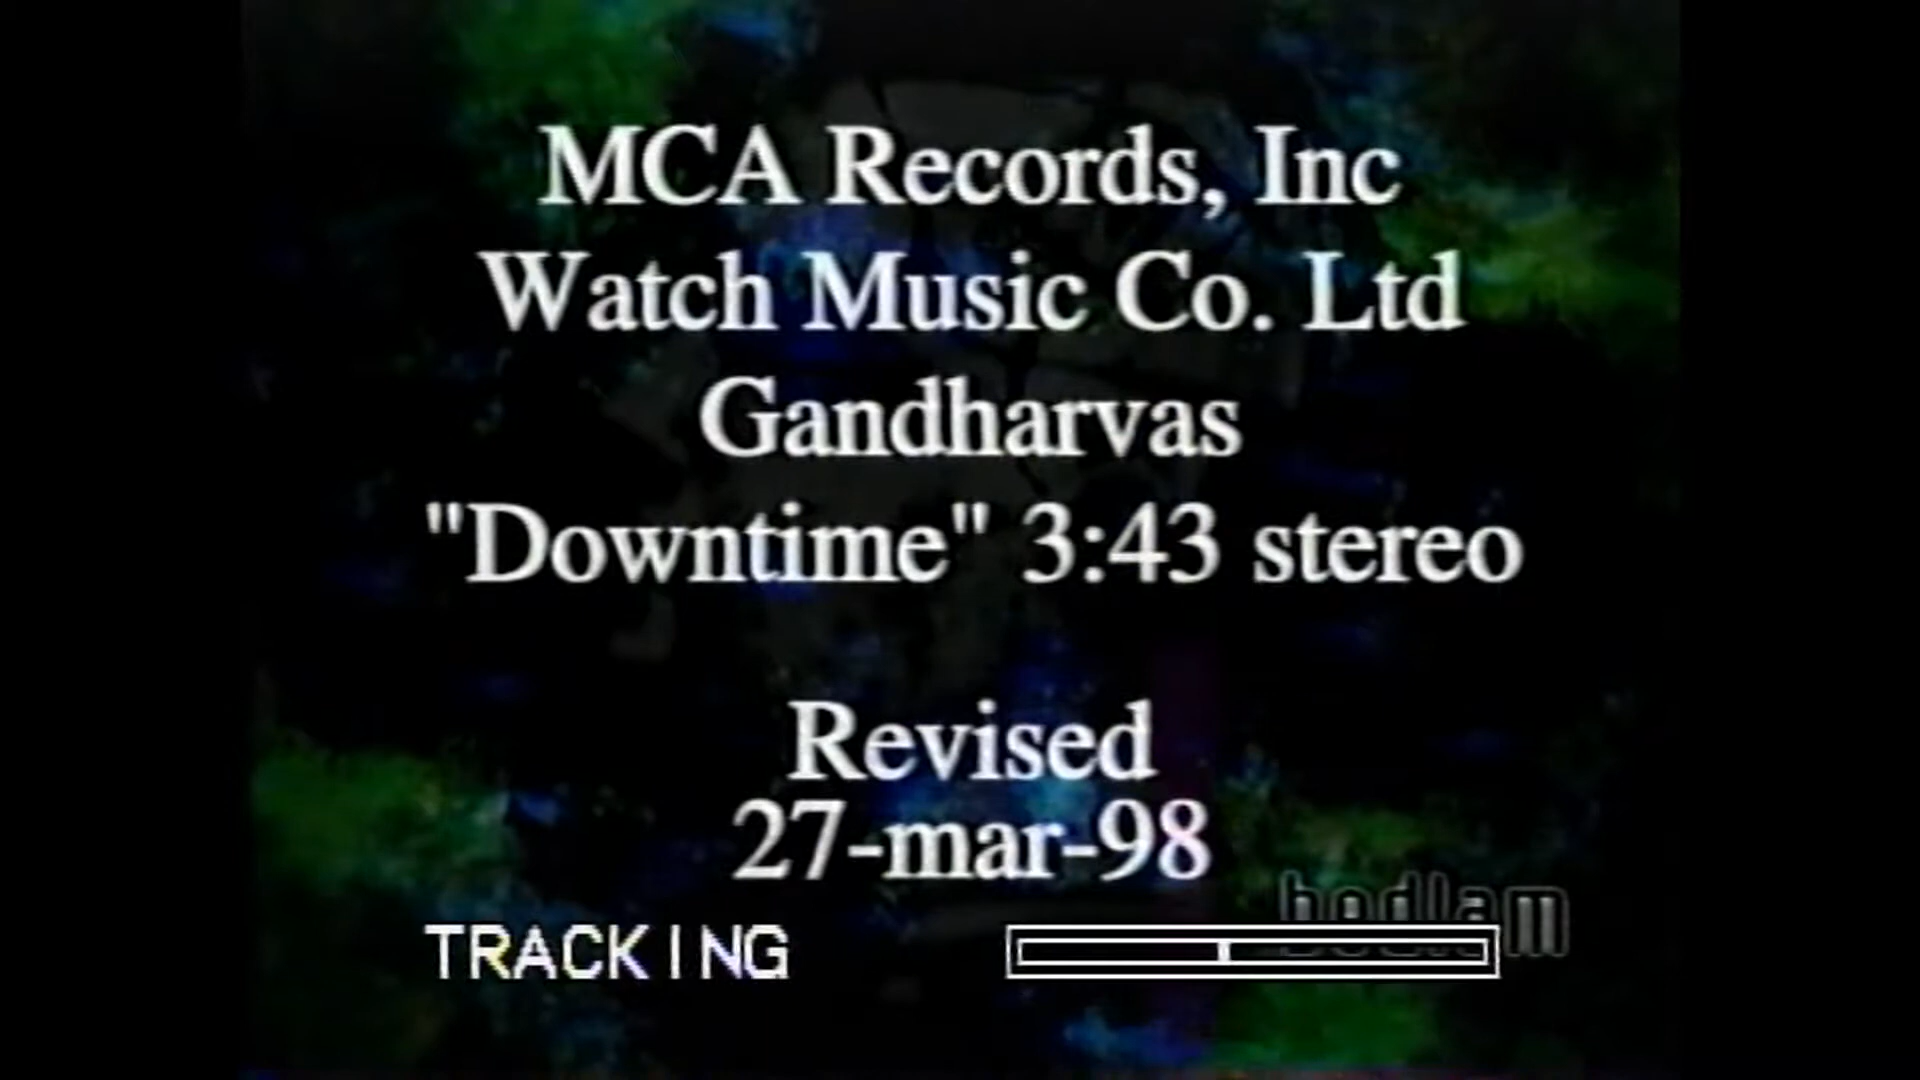 MCA Records, Inc
Watch Music Co. Ltd
Gandharvas
"Downtime" 3:43 stereo
Revised
27-mar-98
bedlam
TRACKING